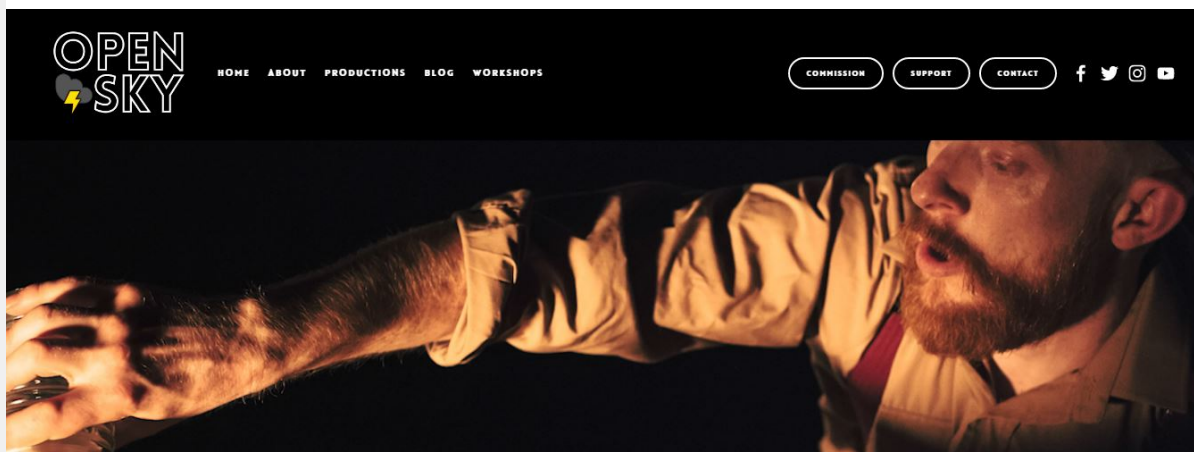 OPEN
SKY
HOME ABOUT PRODUCTIONS BLOG WORKSHOPS
COMMISSION SUPPORT CONTACT